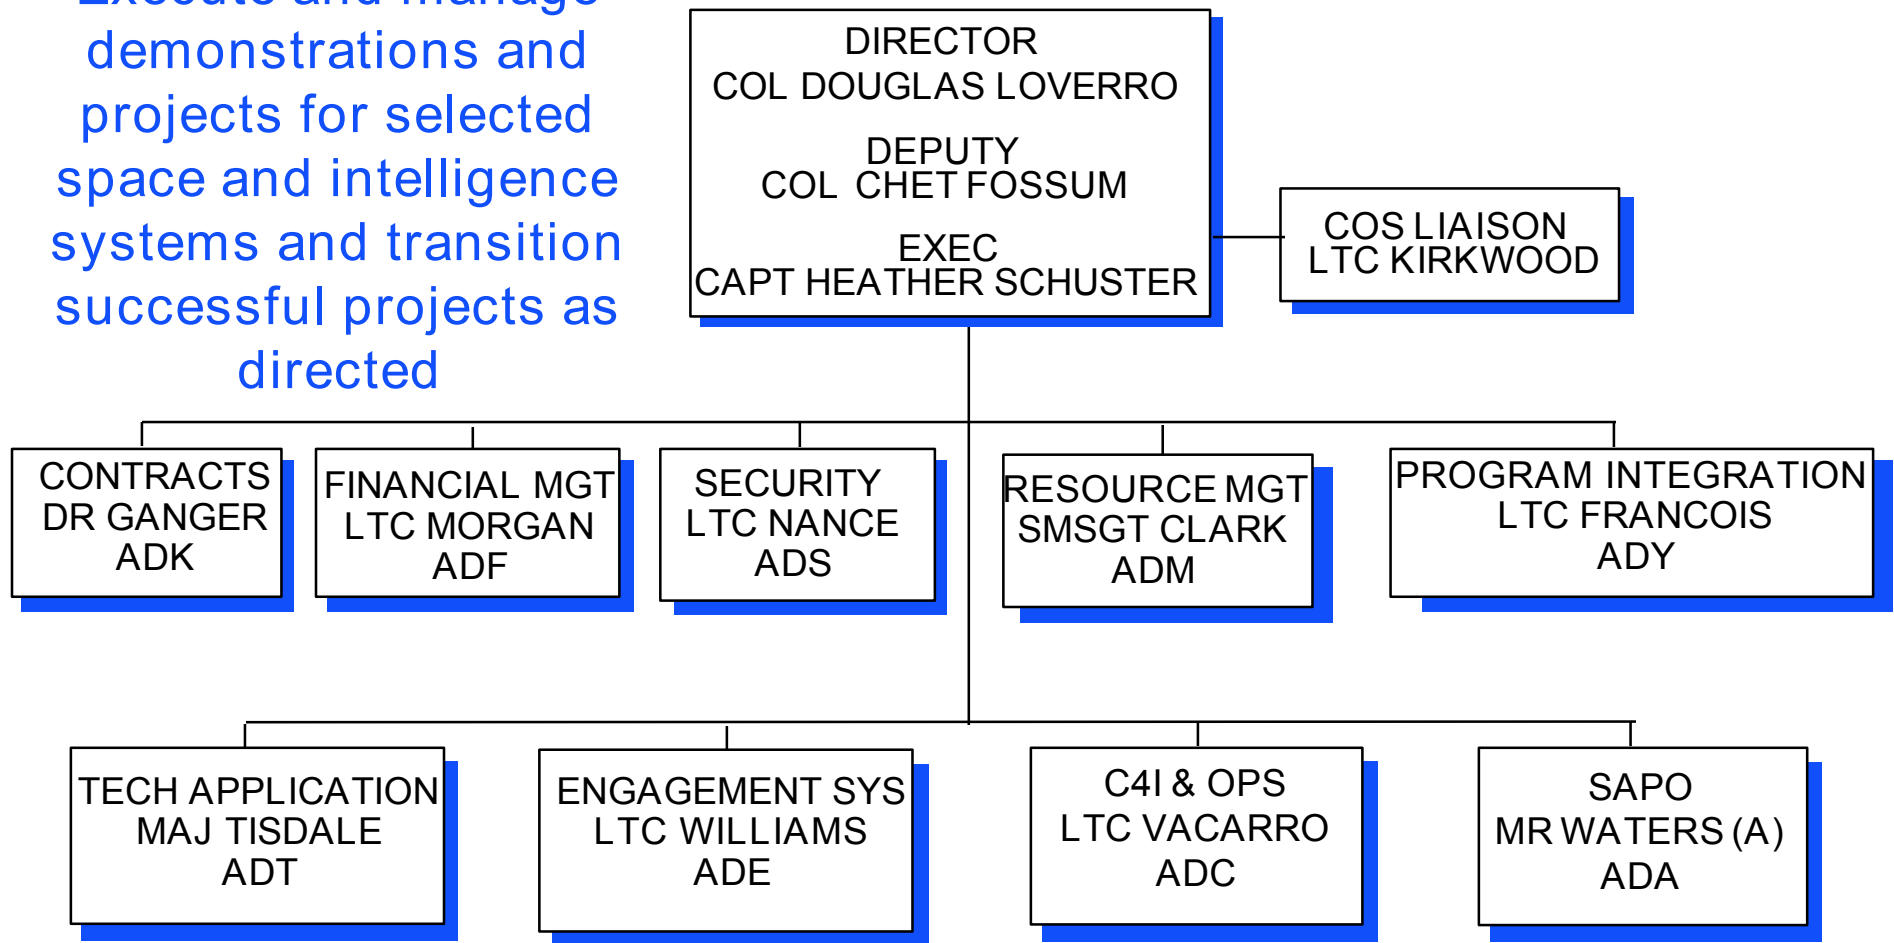 Execute and manage
demonstrations and
projects for selected
space and intelligence
systems and transition
successful projects as
directed
DIRECTOR
COL DOUGLAS LOVERRO
DEPUTY
COL CHET FOSSUM
EXEC
CAPT HEATHER SCHUSTER
COS LIAISON
LTC KIRKWOOD
CONTRACTS
DR GANGER
ADK
FINANCIAL MGT
LTC MORGAN
ADF
SECURITY
LTC NANCE
ADS
RESOURCE MGT
SMSGT CLARK
ADM
PROGRAM INTEGRATION
LTC FRANCOIS
ADY
TECH APPLICATION
MAJ TISDALE
ADT
ENGAGEMENT SYS
LTC WILLIAMS
ADE
C4I & OPS
LTC VACARRO
ADC
SAPO
MR WATERS (A)
ADA